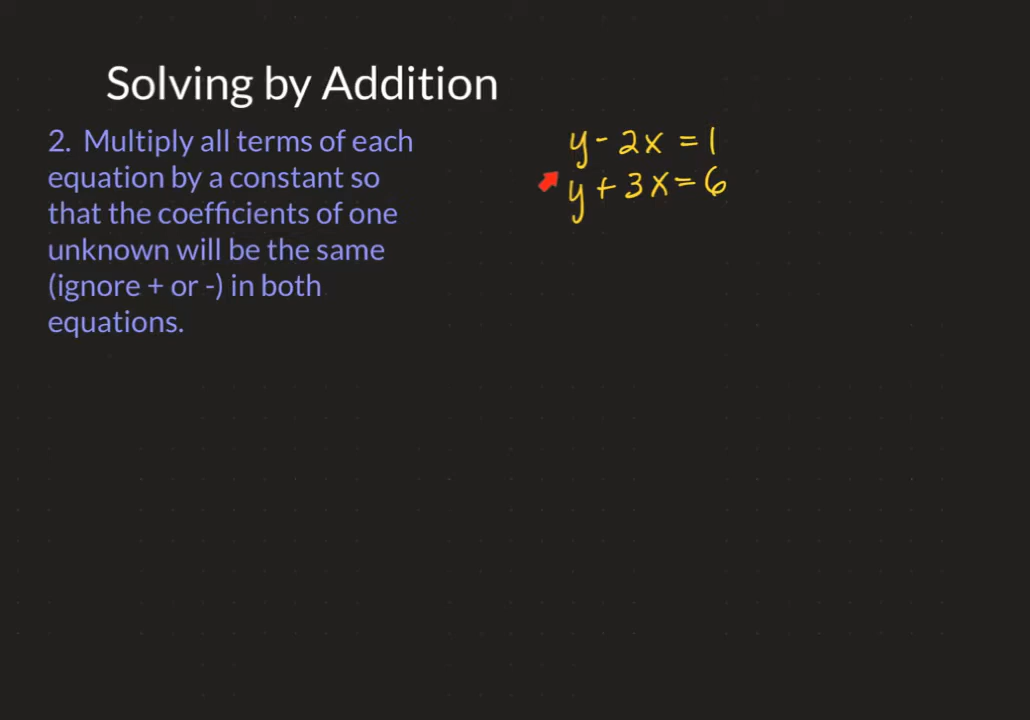 Solving by Addition
2. Multiply all terms of each
equation by a constant so
that the coefficients of one
unknown will be the same
(ignore + or -) in both
equations.
y - 2x = 1
y + 3x = 6